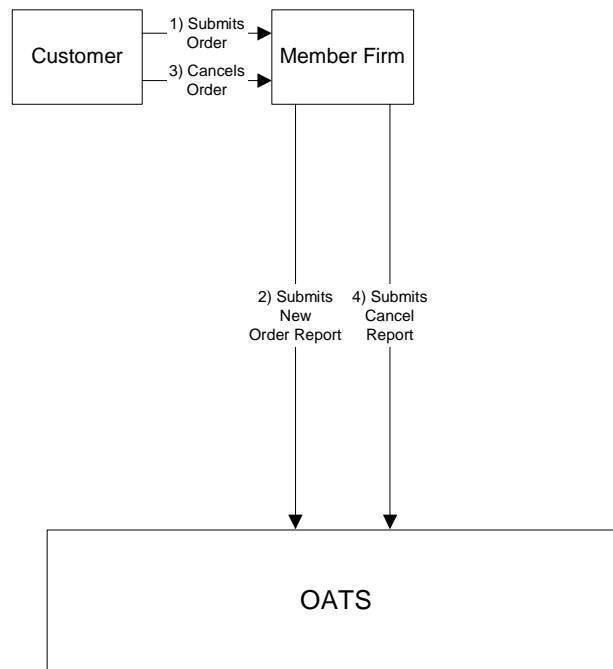 Customer
1) Submits
Order
3) Cancels
Order
Member Firm
2) Submits
New
Order Report
4) Submits
Cancel
Report
OATS